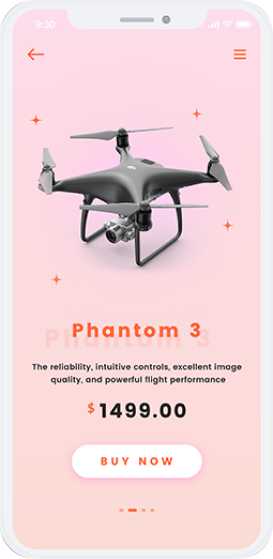 9:30
Phantom 3
Phantom 3
The reliability, intuitive controls, excellent image
quality, and powerful flight performance
$1499.00
BUY NOW